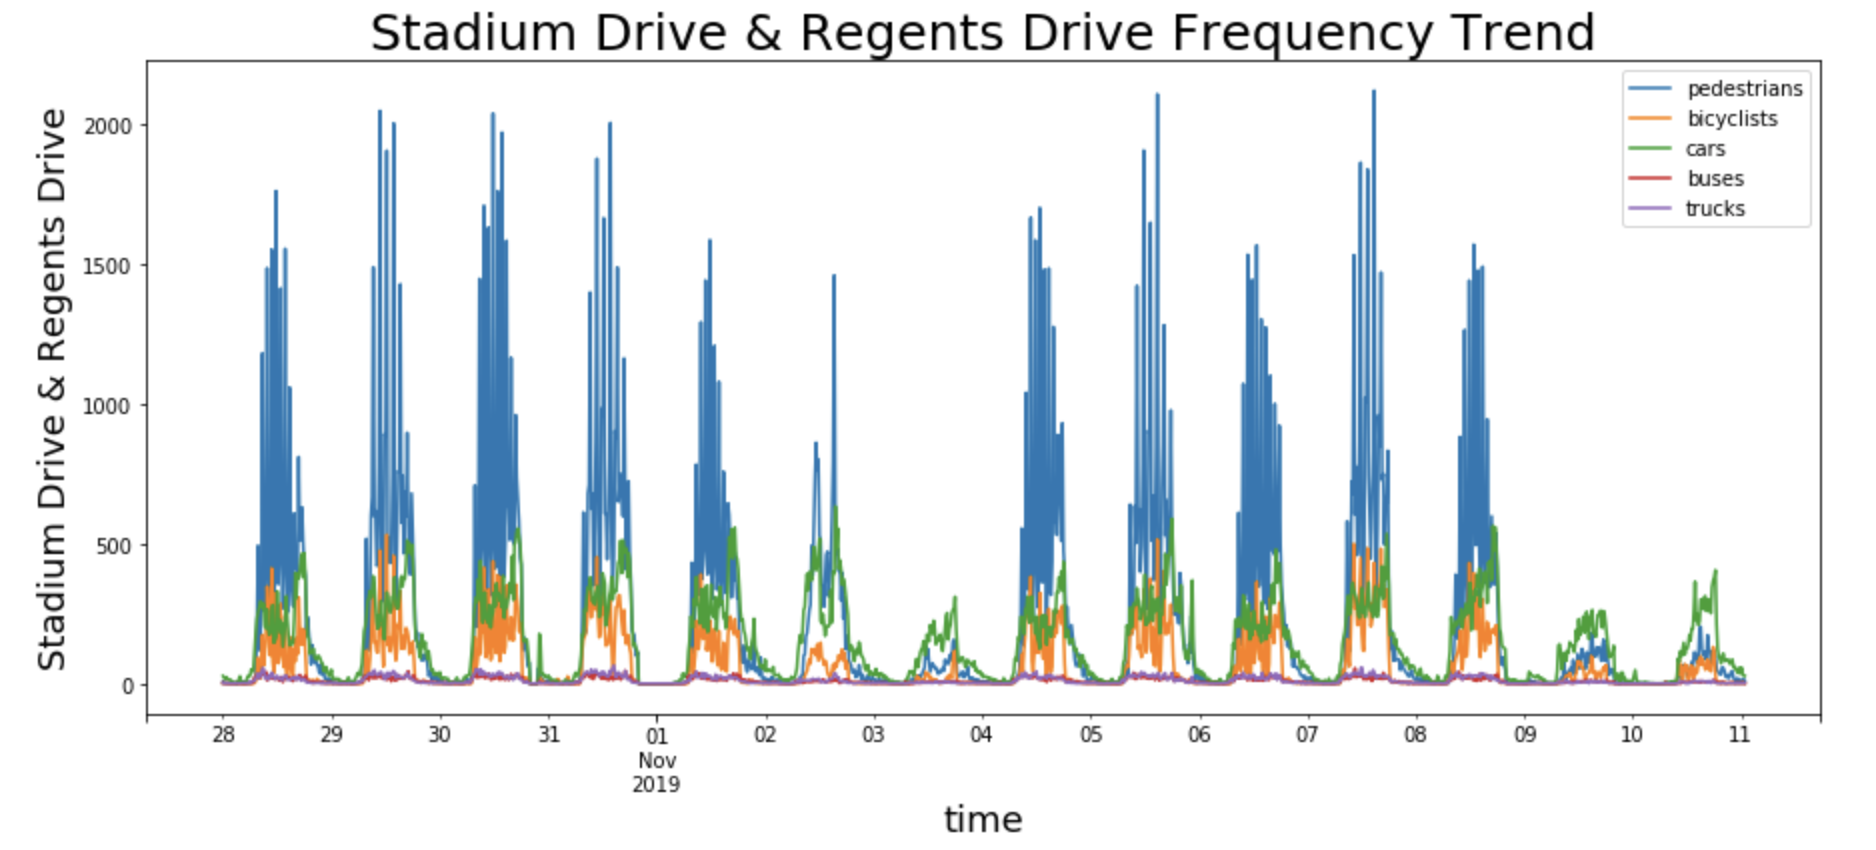 Stadium Drive & Regents Drive Frequency Trend
Stadium Drive & Regents Drive
2000
1500
1000
500
0
pedestrians
bicyclists
cars
buses
trucks
28 29 30 31 01 02 03 04 05 06 07 08 09 10 11
Nov
2019
time